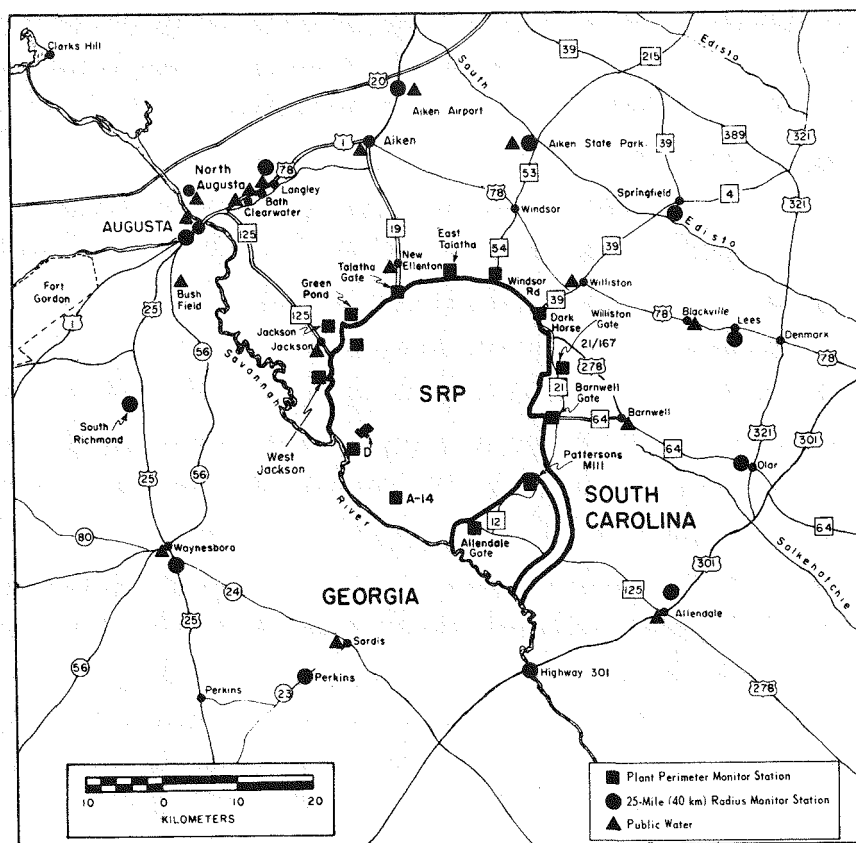 Clarks Hill
39
215
Edisto
South
20
Aiken Airport
389
321
1
Aiken
Aiken State Park
39
North
Augusta
78
Langley
Bath
Clearwater
53
Springfield
4
78
Windsor
321
AUGUSTA
125
19
East
Talatha
54
Edisto
New
Ellenton
39
Fort
Gordon
Talatha
Gate
Windsor
Rd
Williston
Green
Pond
25
Bush
Field
39
Dark
Horse
Williston
Gate
78
Blackville
Lees
1
125
Jackson
Jackson
21/167
Denmark
56
Savannah
278
78
SRP
21
Barnwell
Gate
South
Richmond
64
Barnwell
321
301
West
Jackson
D
64
Olar
25
56
Pattersons
Mill
A-14
SOUTH
CAROLINA
River
12
64
80
Waynesboro
Allendale
Gate
Salkehatchie
301
24
125
GEORGIA
Allendale
25
Sardis
56
Highway 301
Perkins
Perkins
23
278
10 0 10 20
KILOMETERS
Plant Perimeter Monitor Station
25-Mile (40 km) Radius Monitor Station
Public Water